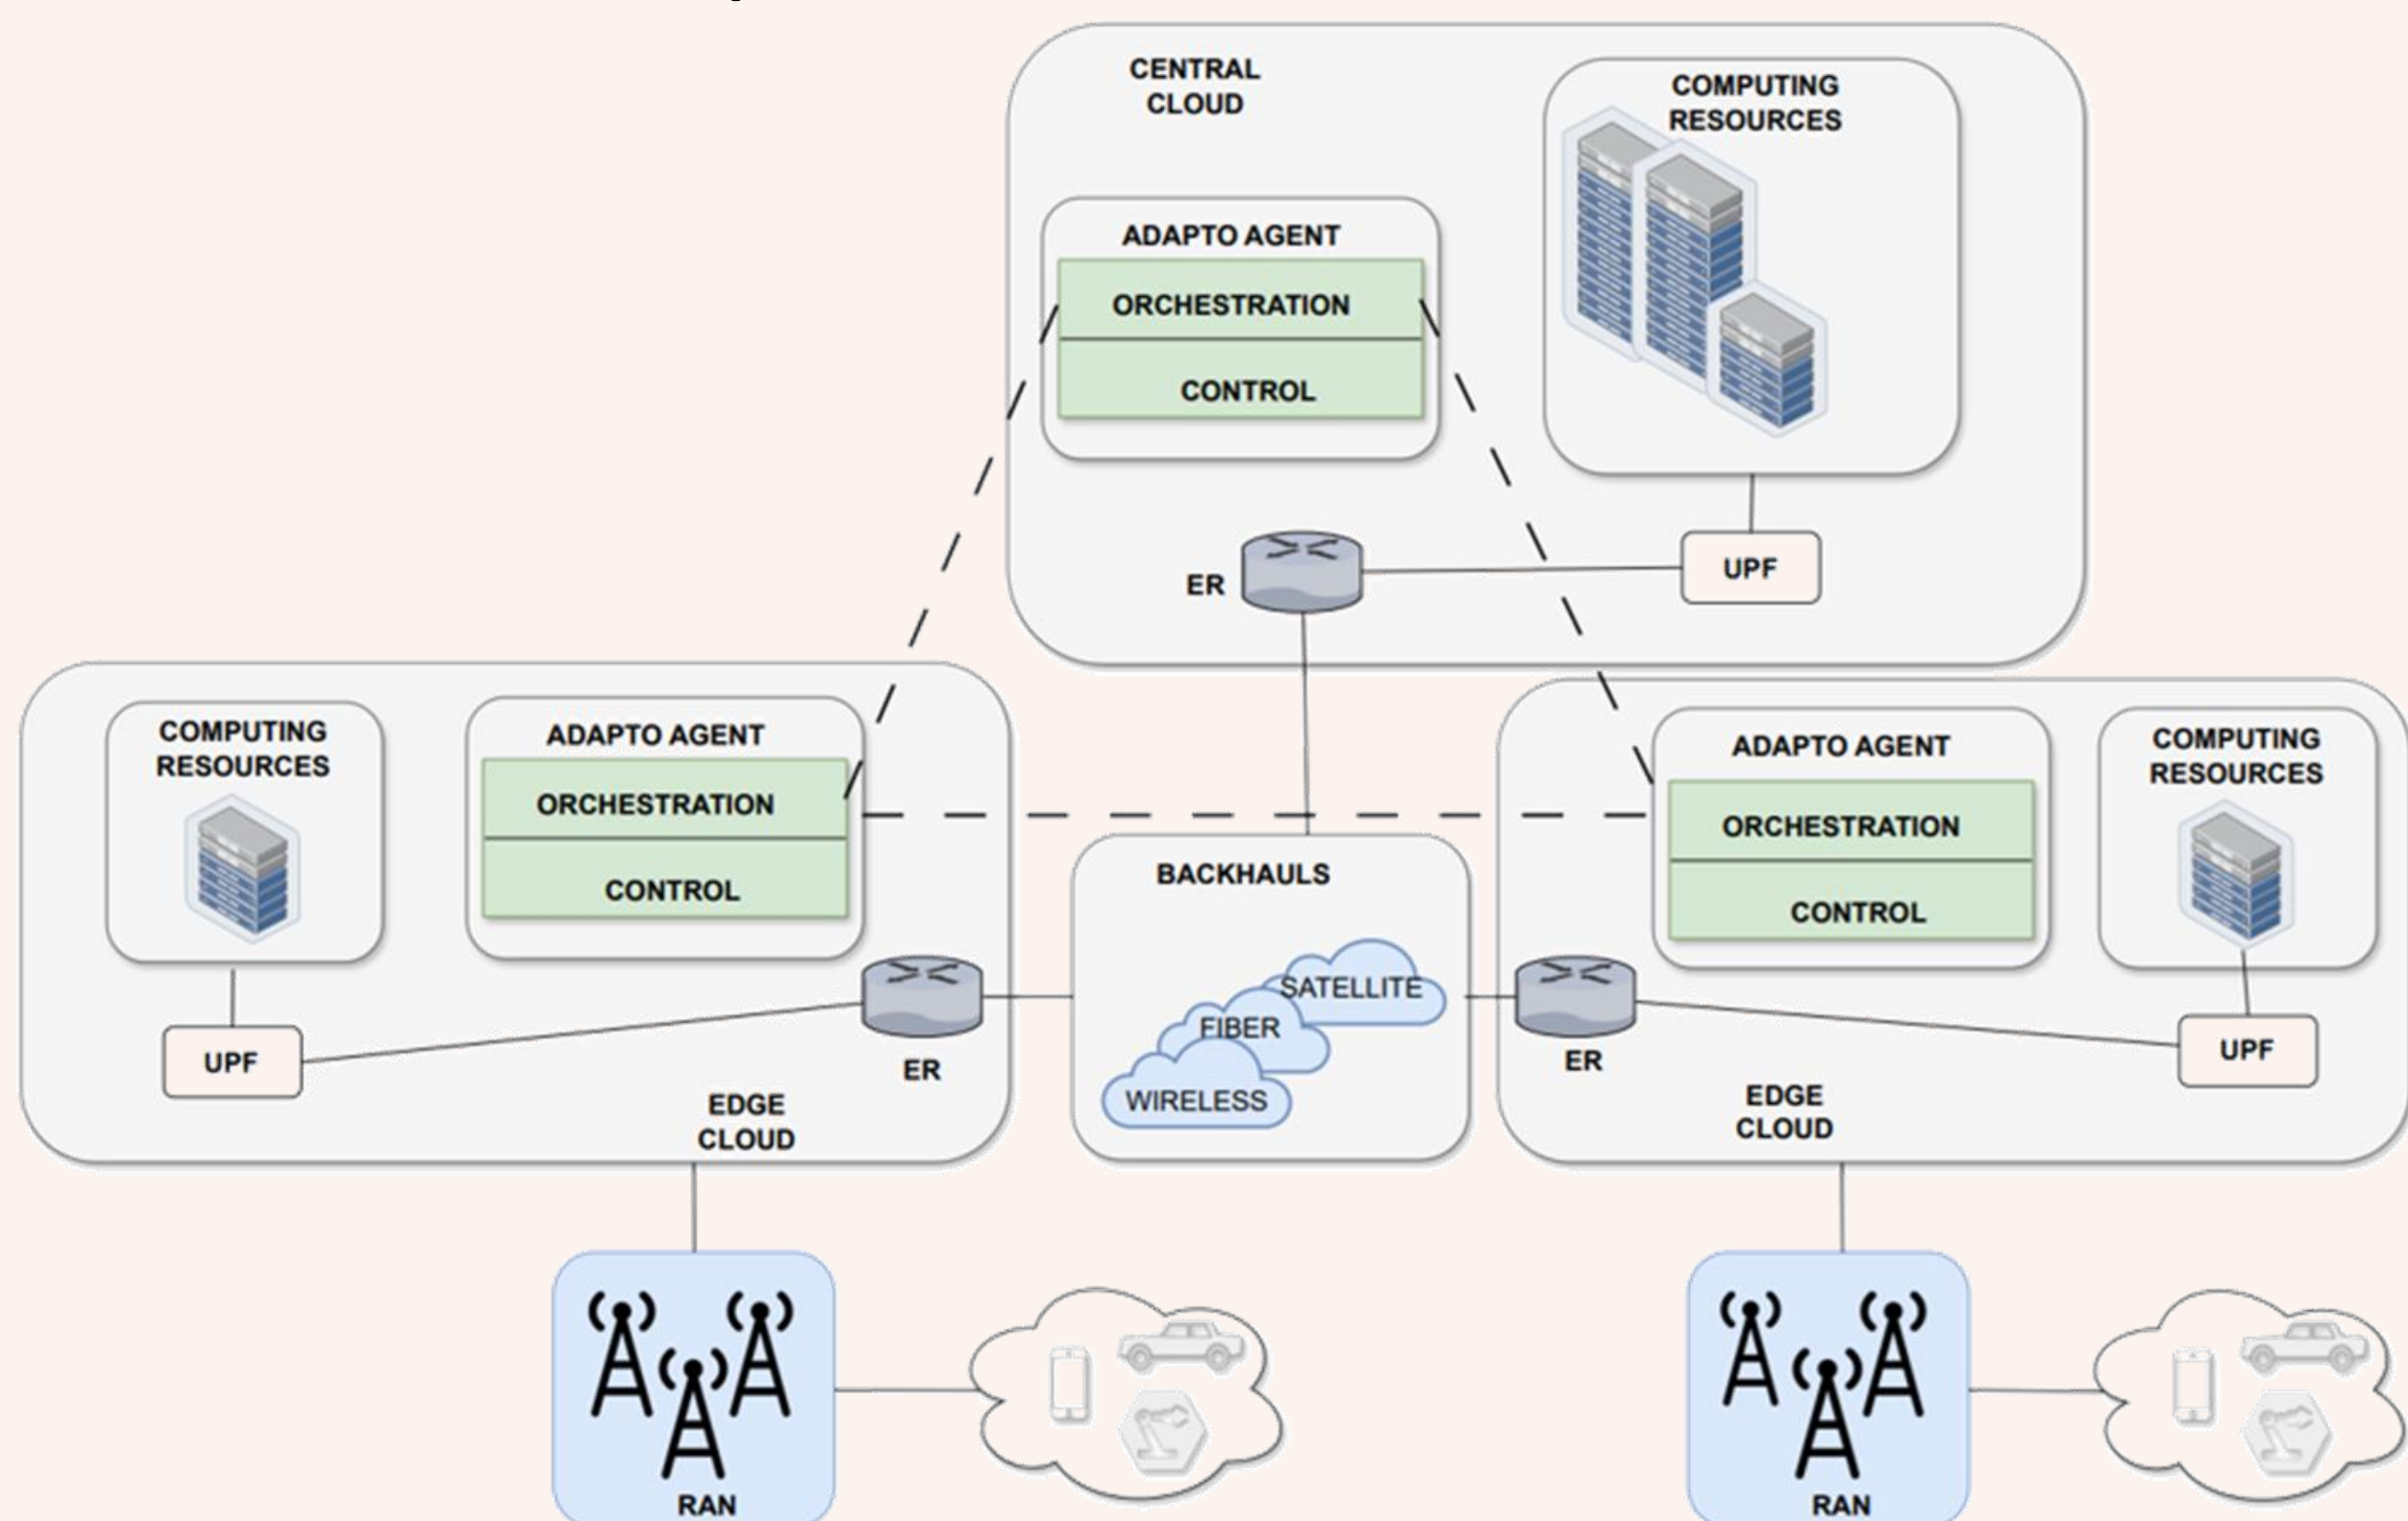 CENTRAL
CLOUD
COMPUTING
RESOURCES
ADAPTO AGENT
ORCHESTRATION
CONTROL
ER
UPF
COMPUTING
RESOURCES
ADAPTO AGENT
ORCHESTRATION
CONTROL
UPF
ER
EDGE
CLOUD
BACKHAULS
SATELLITE
FIBER
WIRELESS
ADAPTO AGENT
ORCHESTRATION
CONTROL
COMPUTING
RESOURCES
ER
UPF
EDGE
CLOUD
RAN
RAN